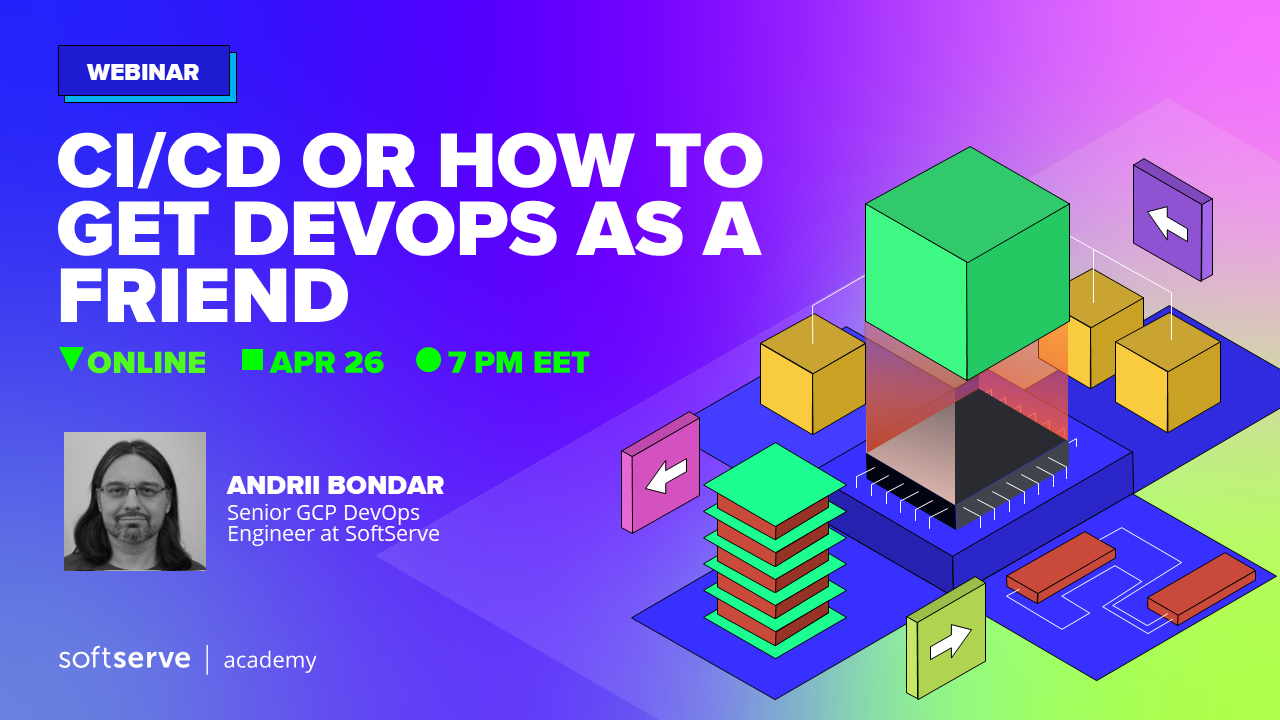 WEBINAR
CI/CD OR HOW TO
GET DEVOPS AS A
FRIEND
ONLINE APR 26 7 PM EET
ANDRII BONDAR
Senior GCP DevOps
Engineer at SoftServe
softserve | academy